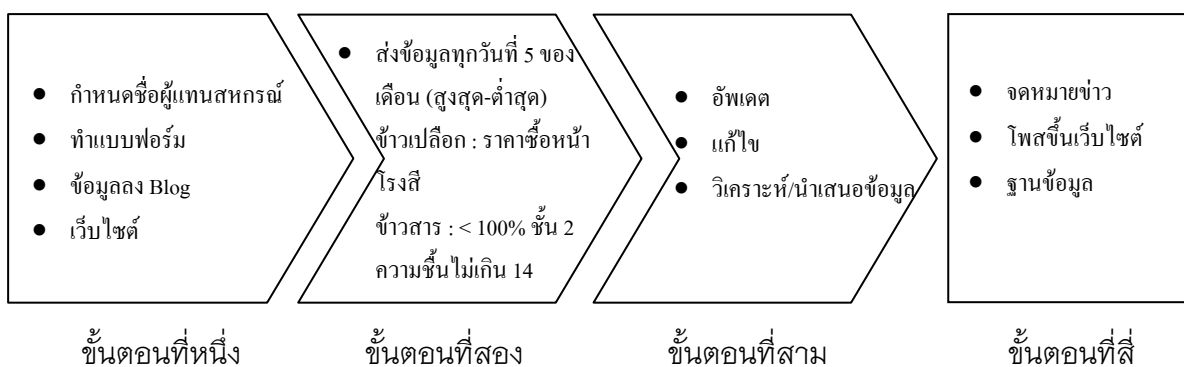 ● กำหนดชื่อผู้แทนสหกรณ์
● ทำแบบฟอร์ม
● ข้อมูลลง Blog
● เว็บไซต์
● ส่งข้อมูลทุกวันที่ 5 ของ
เดือน (สูงสุด-ต่ำสุด)
ข้าวเปลือก : ราคาซื้อหน้า
โรงสี
ข้าวสาร : < 100% ชั้น 2
ความชื้นไม่เกิน 14
● อัพเดต
● แก้ไข
● วิเคราะห์/นำเสนอข้อมูล
● จดหมายข่าว
● โพสขึ้นเว็บไซต์
● ฐานข้อมูล
ขั้นตอนที่หนึ่ง
ขั้นตอนที่สอง
ขั้นตอนที่สาม
ขั้นตอนที่สี่